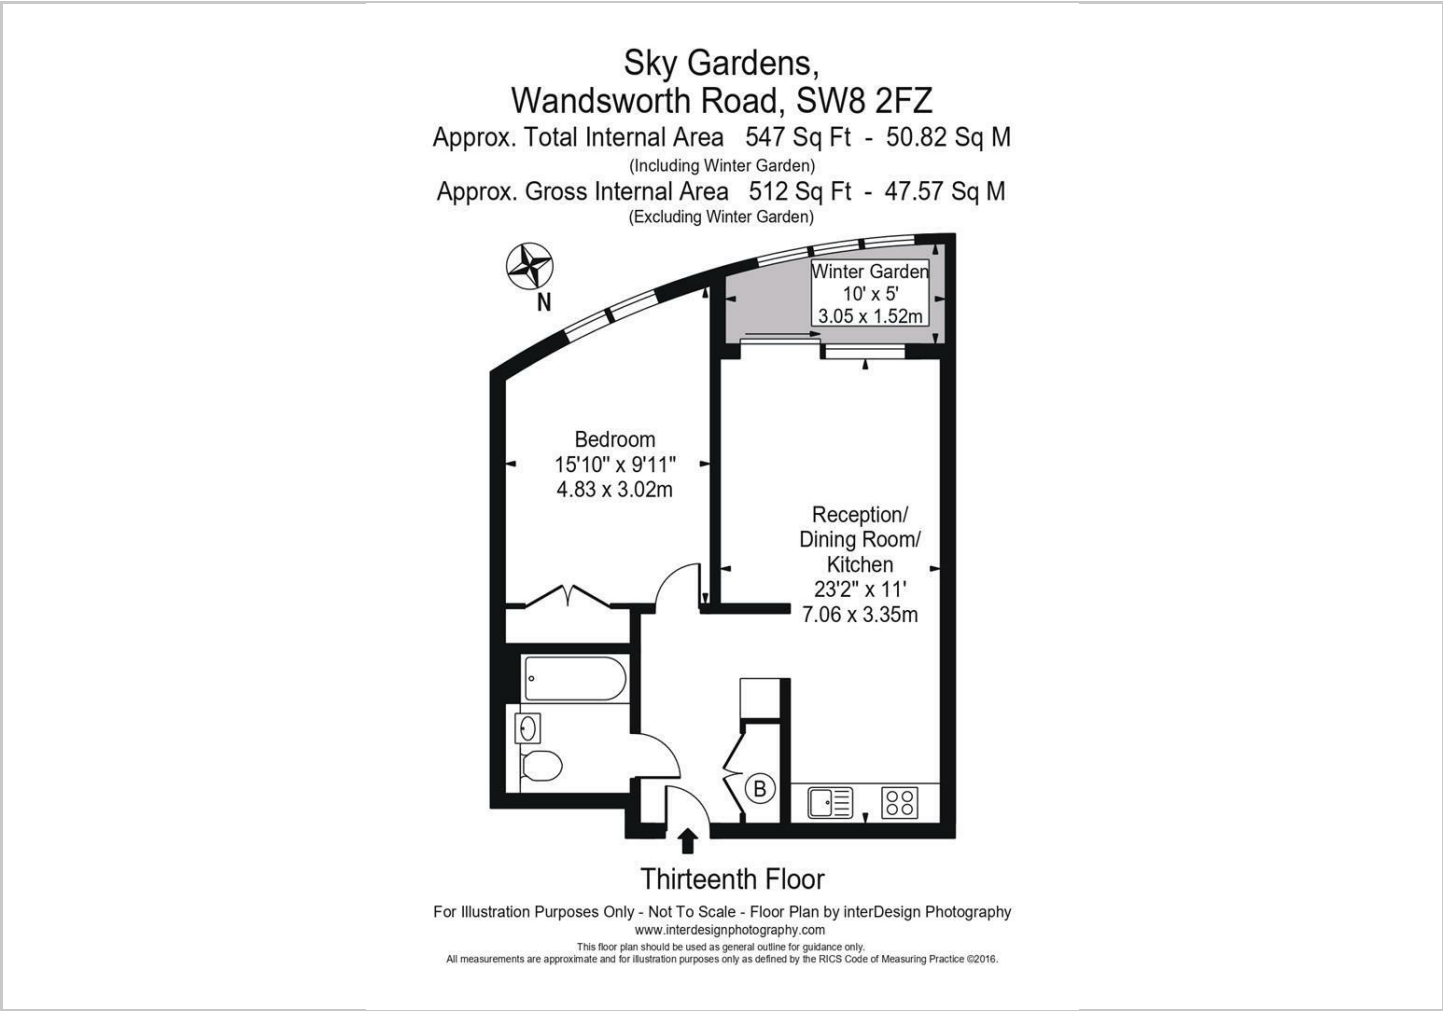 Sky Gardens,
Wandsworth Road, SW8 2FZ
Approx. Total Internal Area 547 Sq Ft - 50.82 Sq M
(Including Winter Garden)
Approx. Gross Internal Area 512 Sq Ft - 47.57 Sq M
(Excluding Winter Garden)
N
Winter Garden
10' x 5'
3.05 x 1.52m
Bedroom
15'10" x 9'11"
4.83 x 3.02m
Reception/
Dining Room/
Kitchen
23'2" x 11'
7.06 x 3.35m
B
Thirteenth Floor
For Illustration Purposes Only - Not To Scale - Floor Plan by interDesign Photography
www.interdesignphotography.com
This floor plan should be used as general outline for guidance only.
All measurements are approximate and for illustration purposes only as defined by the RICS Code of Measuring Practice ©2016.